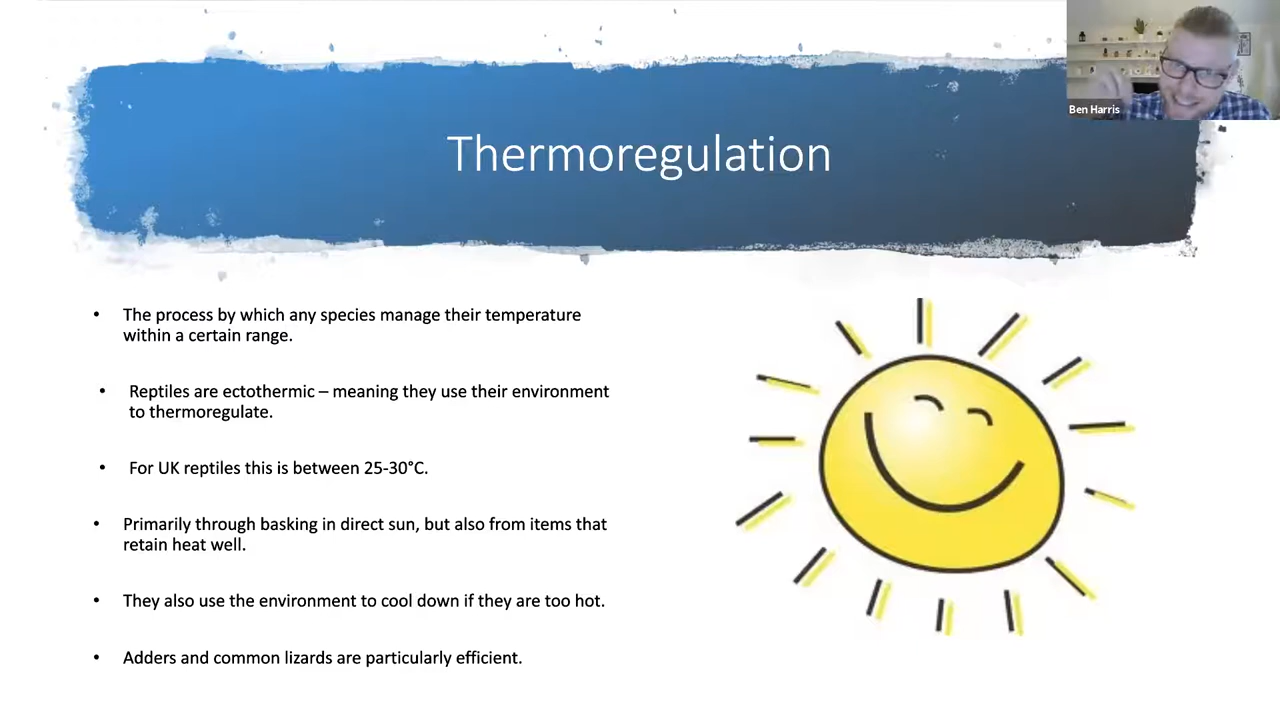 Ben Harris
Thermoregulation
• The process by which any species manage their temperature
within a certain range.
• Reptiles are ectothermic – meaning they use their environment
to thermoregulate.
• For UK reptiles this is between 25-30°C.
• Primarily through basking in direct sun, but also from items that
retain heat well.
• They also use the environment to cool down if they are too hot.
• Adders and common lizards are particularly efficient.